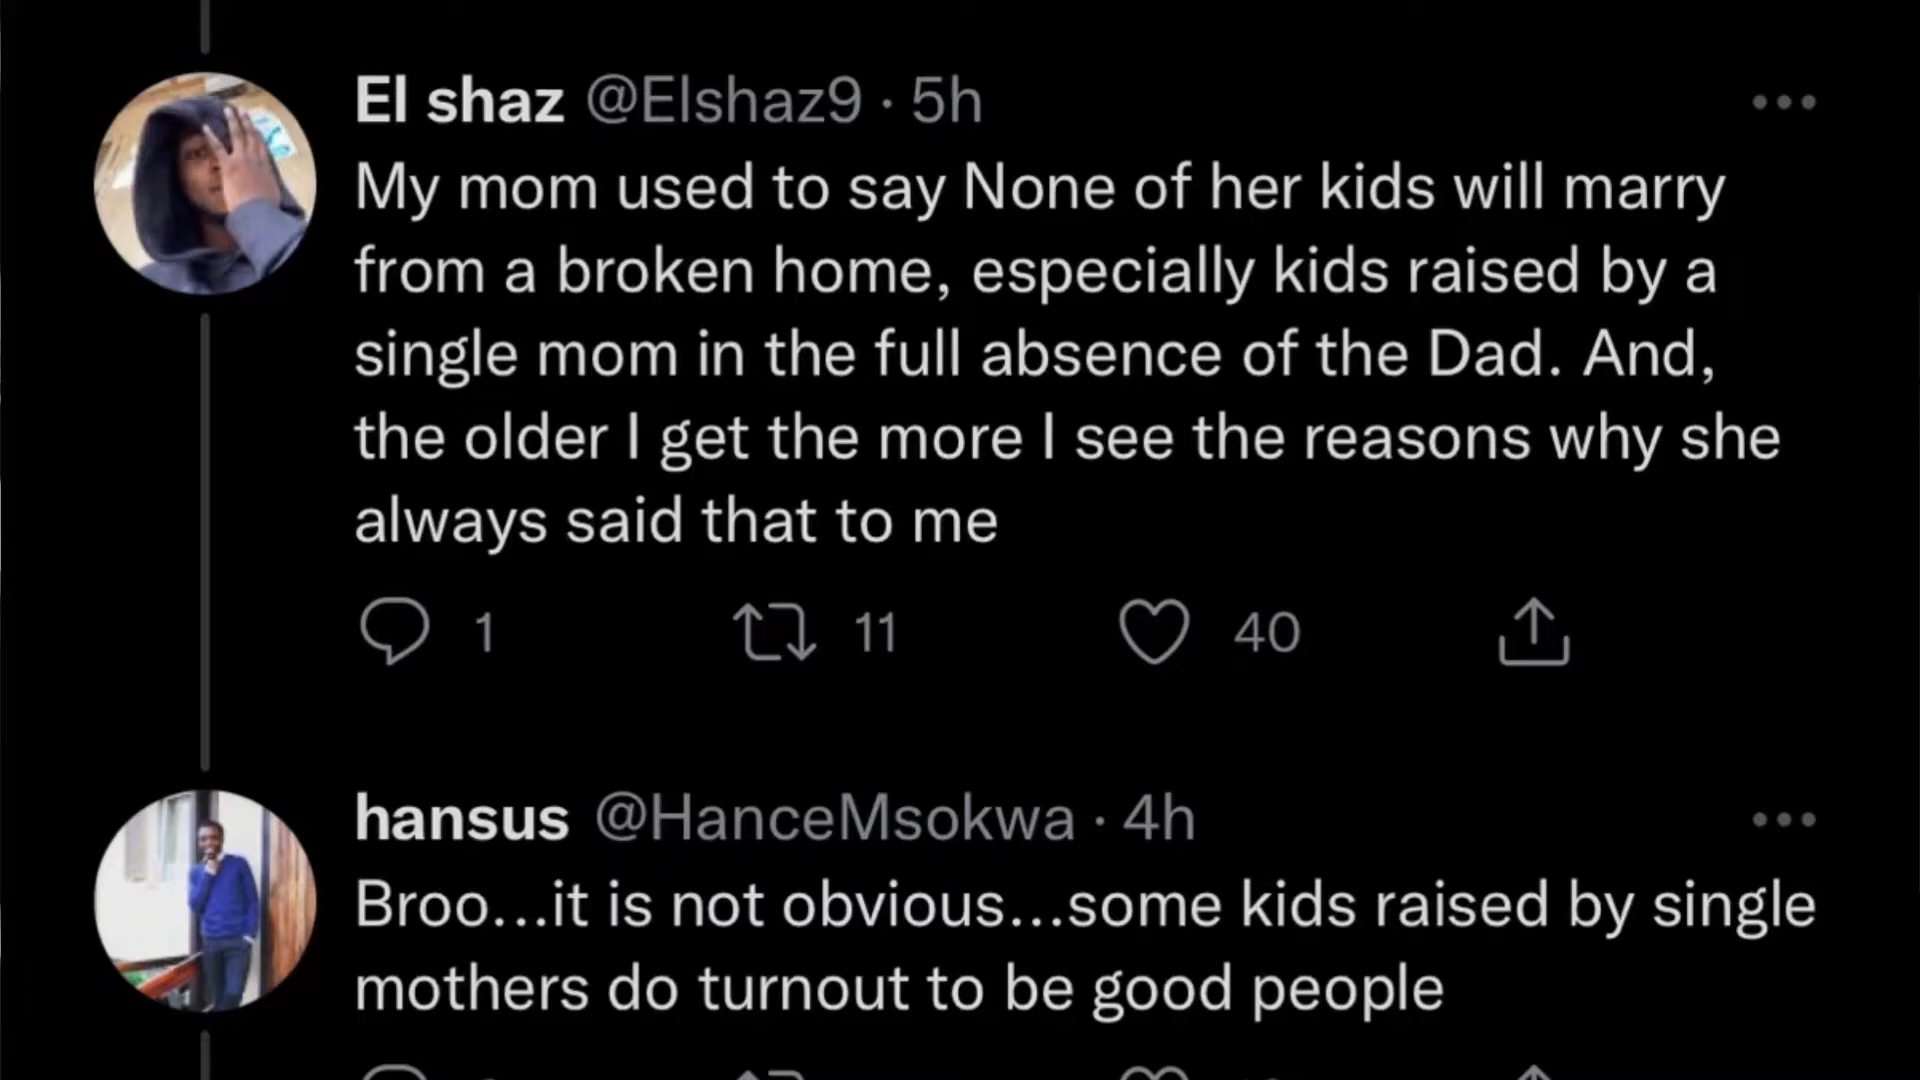 El shaz @Elshaz9 · 5h
My mom used to say None of her kids will marry
from a broken home, especially kids raised by a
single mom in the full absence of the Dad. And,
the older I get the more I see the reasons why she
always said that to me
1 11 40
hansus @HanceMsokwa · 4h
Broo...it is not obvious...some kids raised by single
mothers do turnout to be good people